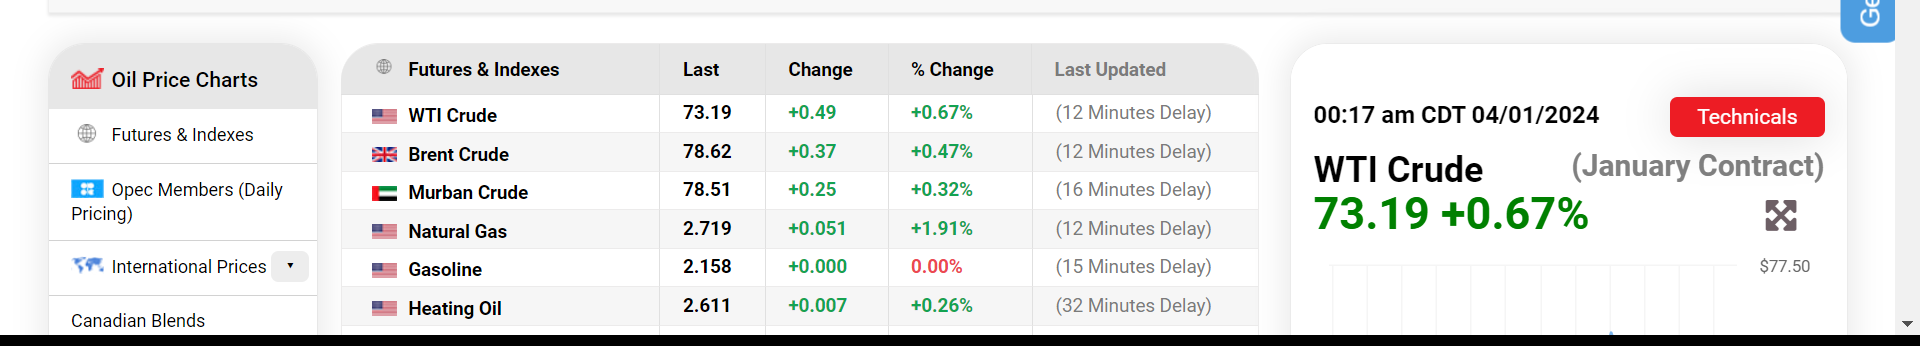 Ge
Oil Price Charts
Futures & Indexes
Opec Members (Daily
Pricing)
International Prices
Canadian Blends
Futures & Indexes Last Change % Change Last Updated
WTI Crude 73.19 +0.49 +0.67% (12 Minutes Delay)
Brent Crude 78.62 +0.37 +0.47% (12 Minutes Delay)
Murban Crude 78.51 +0.25 +0.32% (16 Minutes Delay)
Natural Gas 2.719 +0.051 +1.91% (12 Minutes Delay)
Gasoline 2.158 +0.000 0.00% (15 Minutes Delay)
Heating Oil 2.611 +0.007 +0.26% (32 Minutes Delay)
00:17 am CDT 04/01/2024 Technicals
WTI Crude (January Contract)
73.19 +0.67%
$77.50